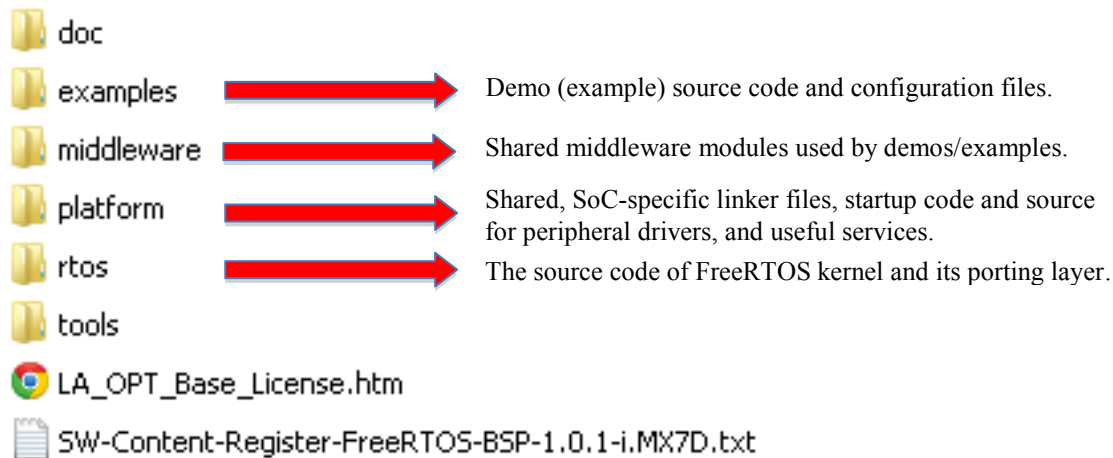 doc
examples Demo (example) source code and configuration files.
middleware Shared middleware modules used by demos/examples.
platform Shared, SoC-specific linker files, startup code and source
for peripheral drivers, and useful services.
rtos The source code of FreeRTOS kernel and its porting layer.
tools
LA_OPT_Base_License.htm
SW-Content-Register-FreeRTOS-BSP-1.0.1-i.MX7D.txt